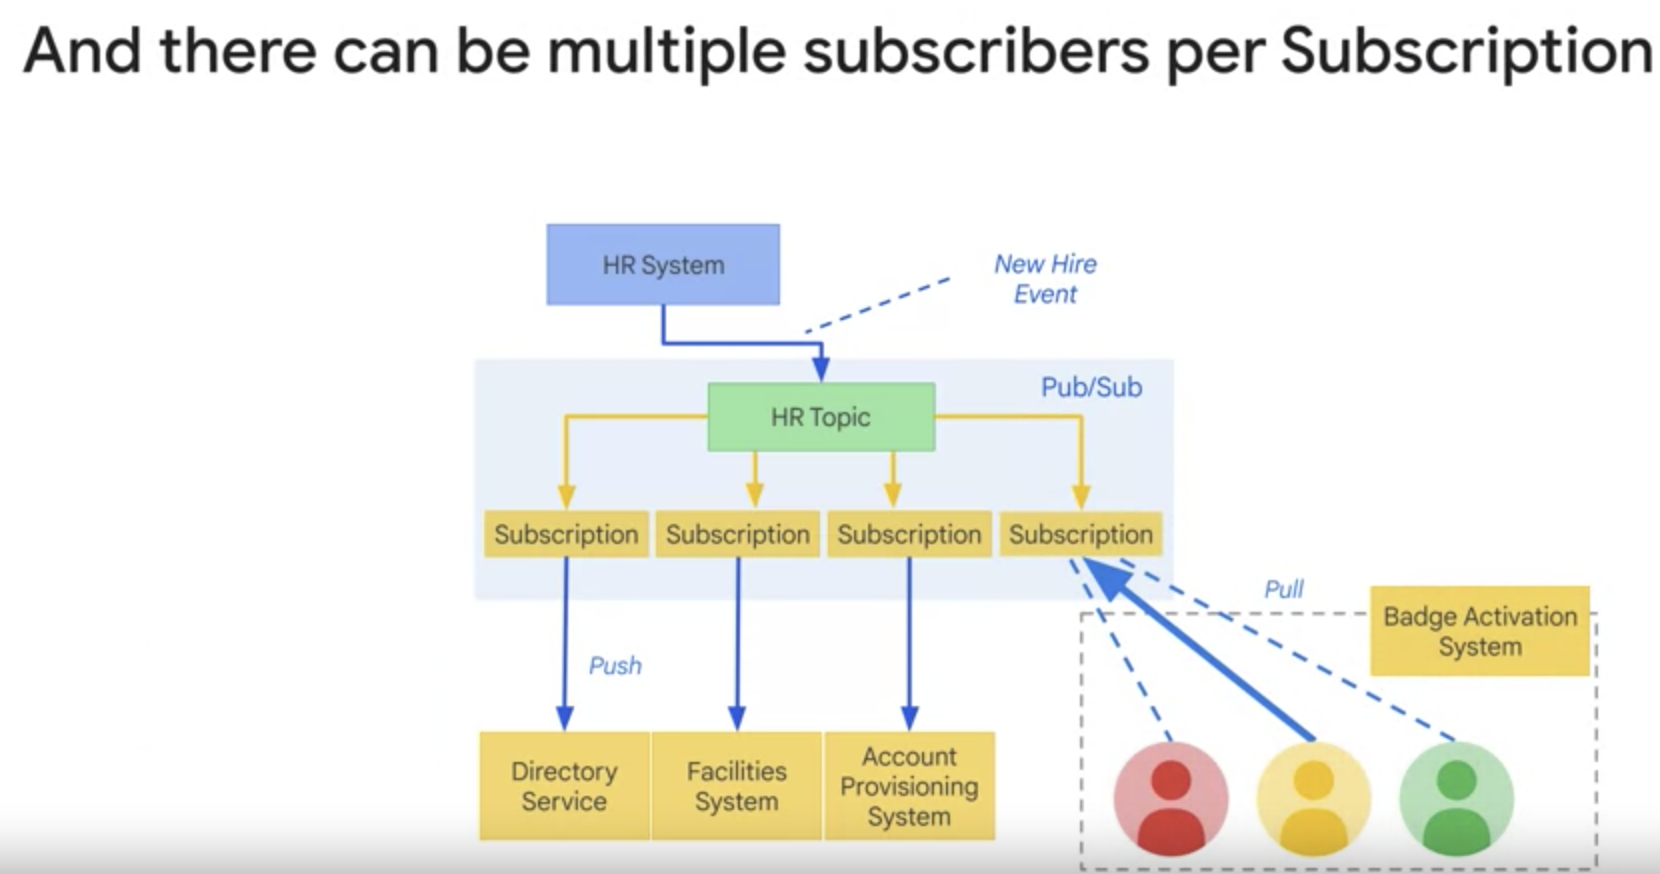 And there can be multiple subscribers per Subscription
HR System
New Hire
Event
Pub/Sub
HR Topic
Subscription
Subscription
Subscription
Subscription
Pull
Badge Activation
System
Push
Directory
Service
Facilities
System
Account
Provisioning
System